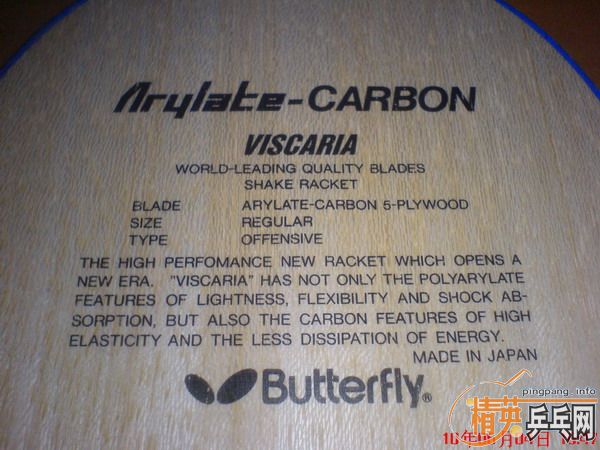 Arylate-CARBON
VISCARIA
WORLD-LEADING QUALITY BLADES
SHAKE RACKET
BLADE ARYLATE-CARBON 5-PLYWOOD
SIZE REGULAR
TYPE OFFENSIVE
THE HIGH PERFOMANCE NEW RACKET WHICH OPENS A
NEW ERA. "VISCARIA" HAS NOT ONLY THE POLYARYLATE
FEATURES OF LIGHTNESS, FLEXIBILITY AND SHOCK AB-
SORPTION, BUT ALSO THE CARBON FEATURES OF HIGH
ELASTICITY AND THE LESS DISSIPATION OF ENERGY.
MADE IN JAPAN
Butterfly®
pingpang.info
精英乒乓网